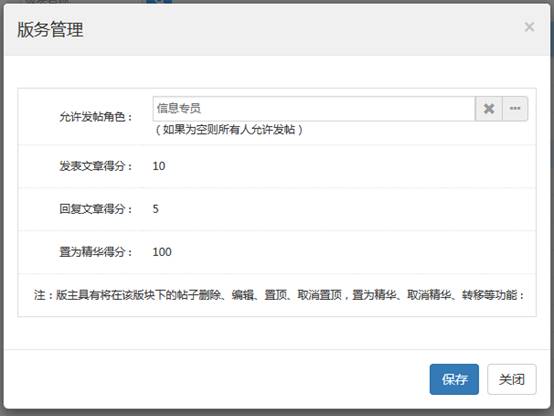 版务管理
×
允许发帖角色：
信息专员
（如果为空则所有人允许发帖）
发表文章得分： 10
回复文章得分： 5
置为精华得分： 100
注：版主具有将在该版块下的帖子删除、编辑、置顶、取消置顶，置为精华、取消精华、转移等功能：
保存 关闭